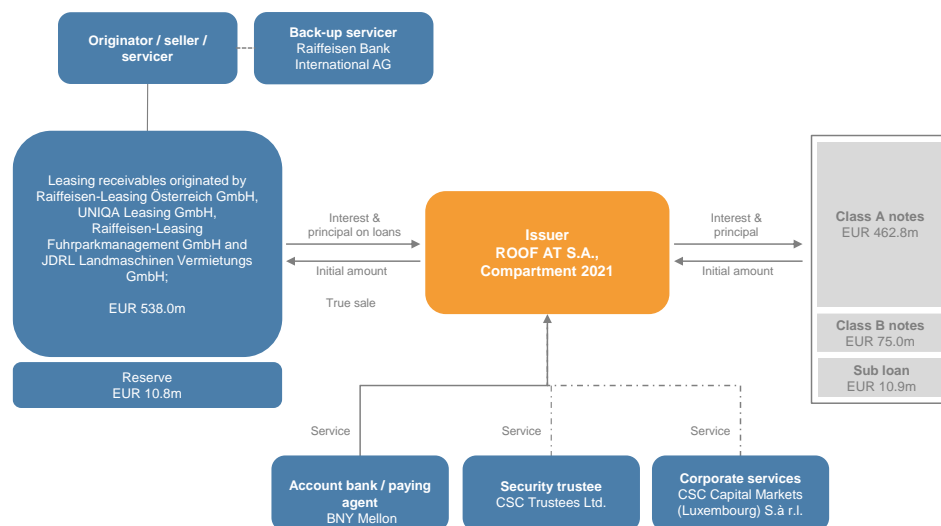 Originator / seller /
servicer
Back-up servicer
Raiffeisen Bank
International AG
Leasing receivables originated by
Raiffeisen-Leasing Österreich GmbH,
UNIQA Leasing GmbH,
Raiffeisen-Leasing
Fuhrparkmanagement GmbH and
JDRL Landmaschinen Vermietungs
GmbH;
EUR 538.0m
Reserve
EUR 10.8m
Interest &
principal on loans
Initial amount
True sale
Issuer
ROOF AT S.A.,
Compartment 2021
Interest &
principal
Initial amount
Class A notes
EUR 462.8m
Class B notes
EUR 75.0m
Sub loan
EUR 10.9m
Service
Service
Service
Account bank / paying
agent
BNY Mellon
Security trustee
CSC Trustees Ltd.
Corporate services
CSC Capital Markets
(Luxembourg) S.à r.l.